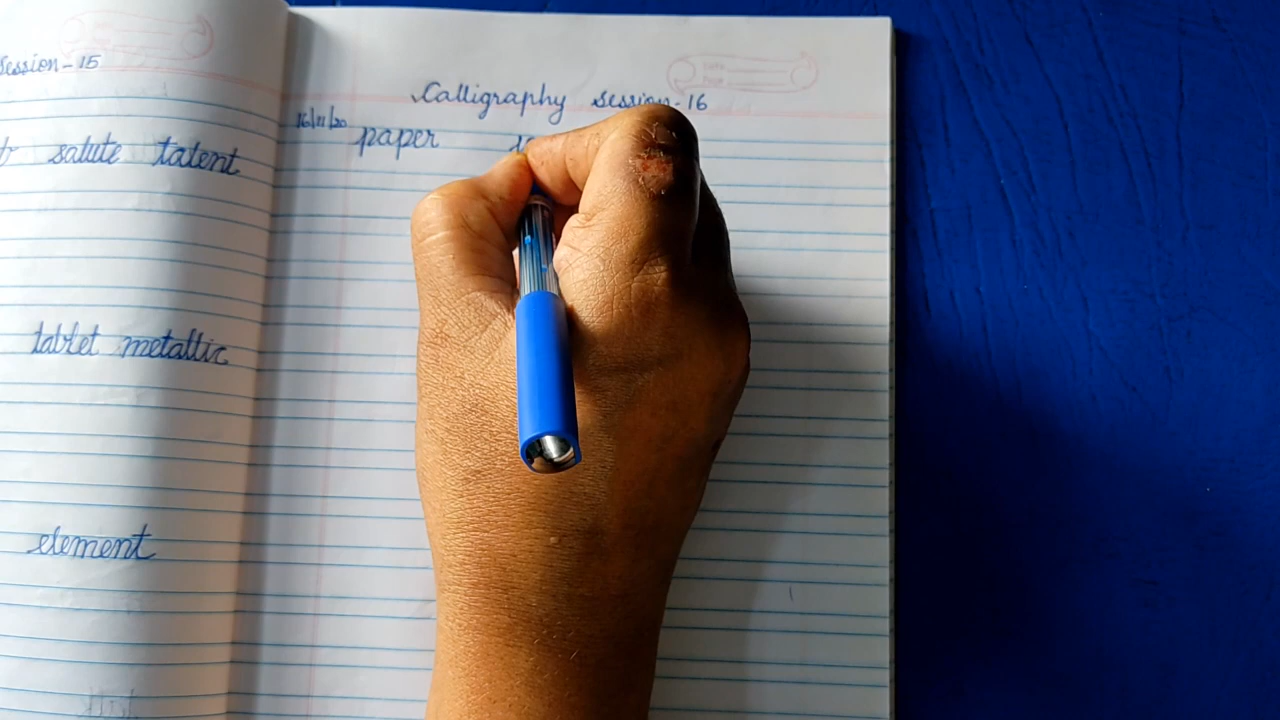 Session-15
salute talent
tablet metallic
element
Calligraphy Session-16
16/11/20 paper